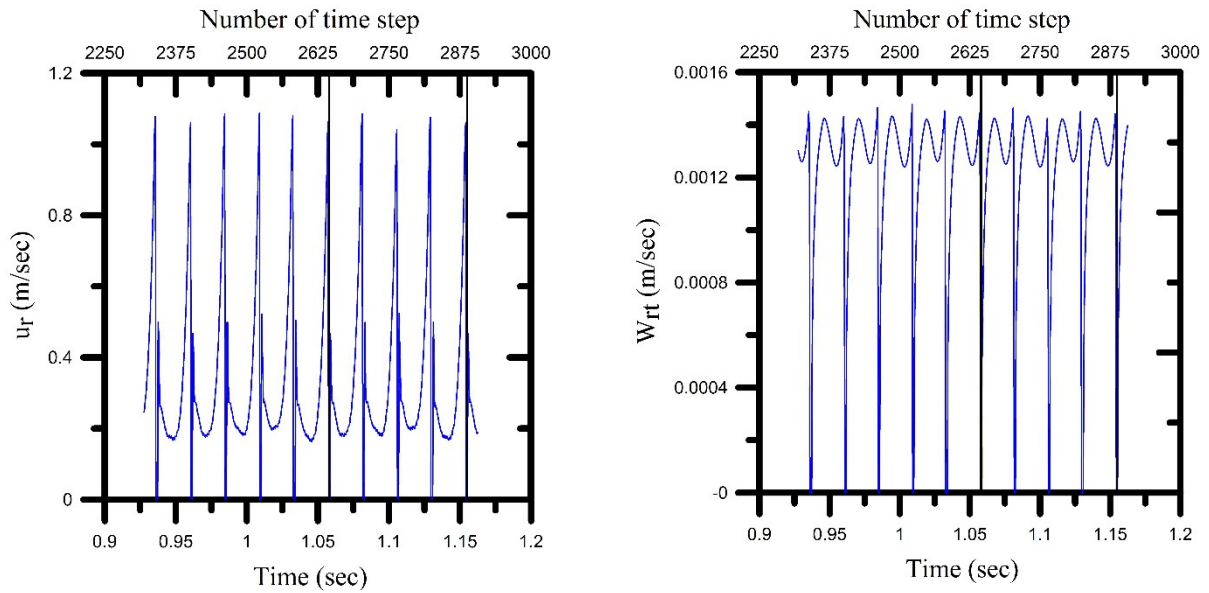 Number of time step
2250 2375 2500 2625 2750 2875 3000
1.2
0.8
0.4
0
u_r (m/sec)
0.9 0.95 1 1.05 1.1 1.15 1.2
Time (sec)
Number of time step
2250 2375 2500 2625 2750 2875 3000
0.0016
0.0012
0.0008
0.0004
-0
W_rt (m/sec)
0.9 0.95 1 1.05 1.1 1.15 1.2
Time (sec)